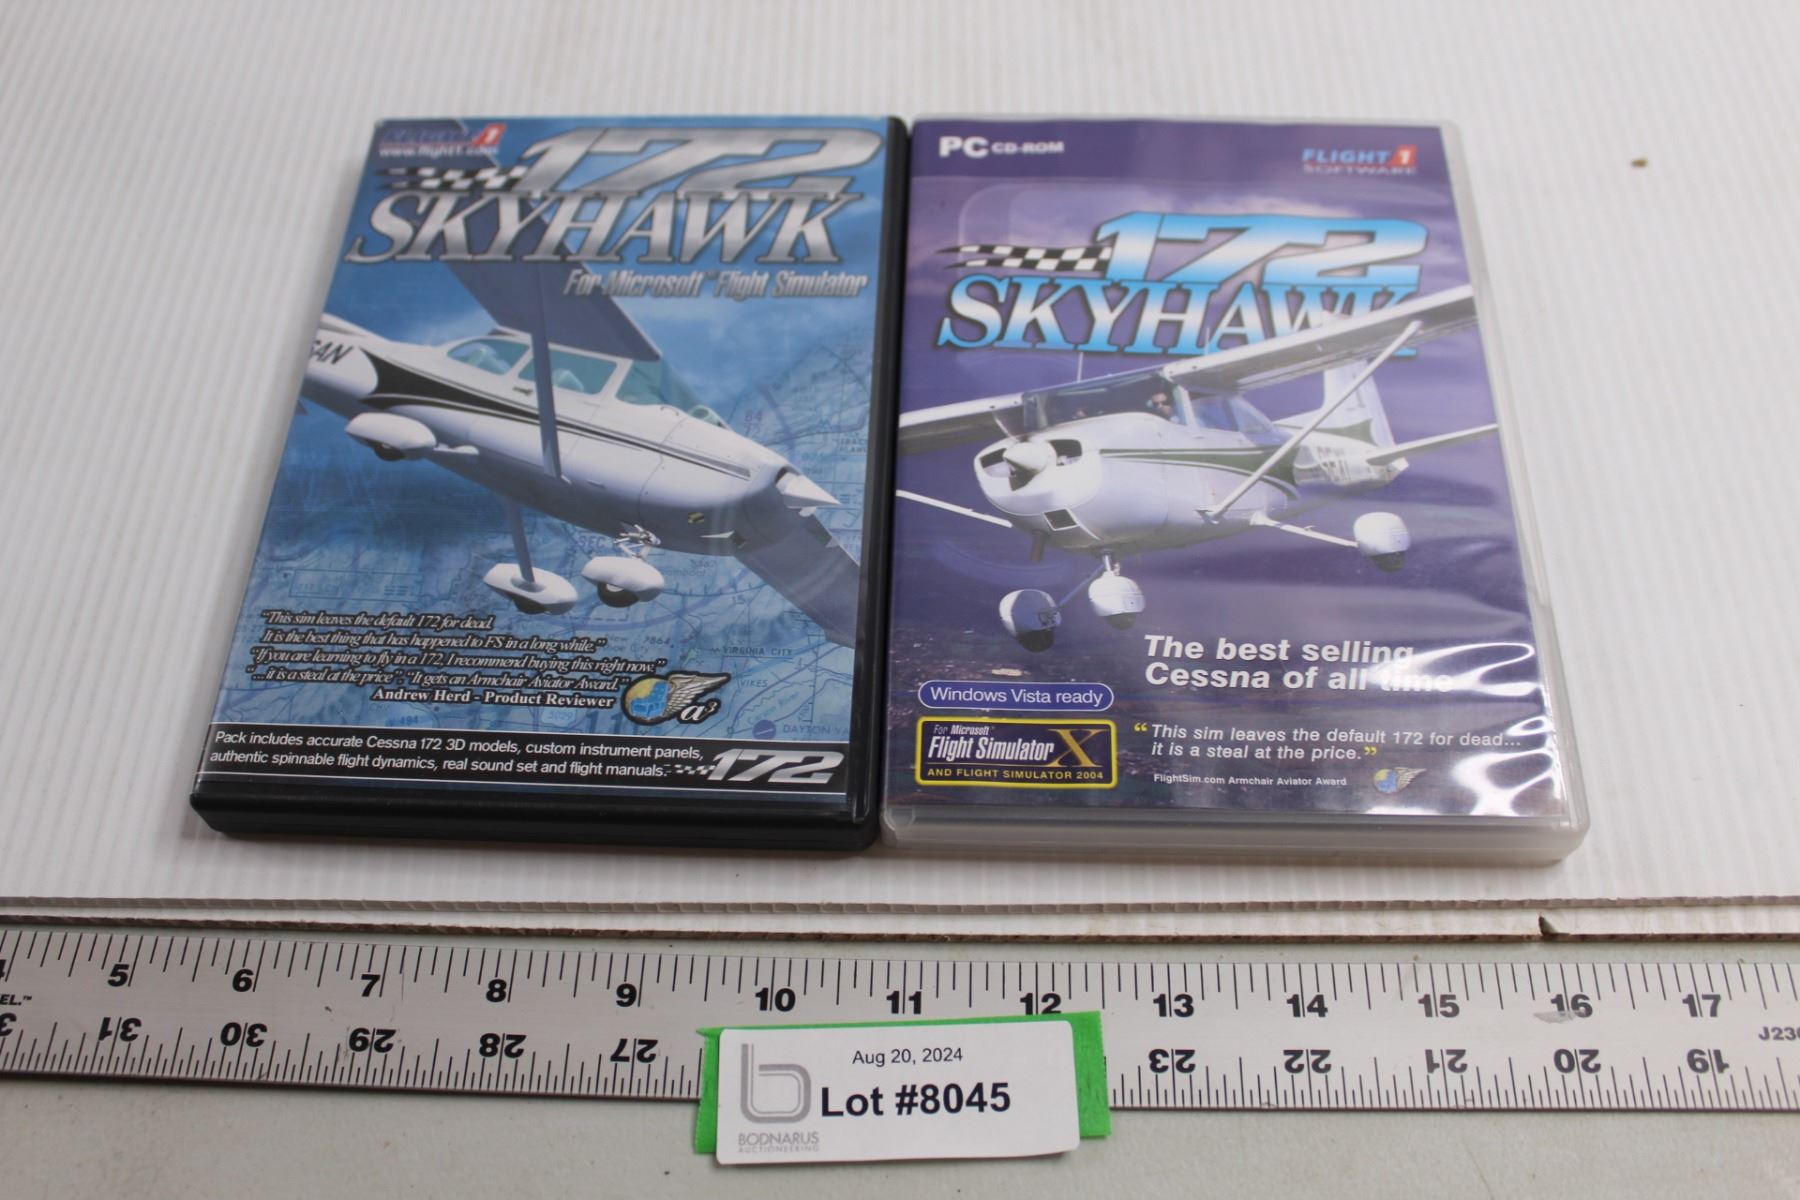 FLIGHT 1
www.flight1.com
172
SKYHAWK
For Microsoft™ Flight Simulator
"This sim leaves the default 172 for dead.
It is the best thing that has happened to FS in a long while."
"If you are learning to fly in a 172, I recommend buying this right now."
"...it is a steal at the price". "It gets an Armchair Aviator Award."
Andrew Herd - Product Reviewer
a³
VIRGINIA CITY
Pack includes accurate Cessna 172 3D models, custom instrument panels,
authentic spinnable flight dynamics, real sound set and flight manuals.
172
PC CD-ROM
FLIGHT 1
SOFTWARE
172
SKYHAWK
The best selling
Cessna of all time
Windows Vista ready
For Microsoft
Flight Simulator X
AND FLIGHT SIMULATOR 2004
"This sim leaves the default 172 for dead...
it is a steal at the price."
FlightSim.com Armchair Aviator Award
4 5 6 7 8 9 10 11 12 13 14 15 16 17
31 30 29 28 27 23 22 21 20 19
Aug 20, 2024
Lot #8045
BODNARUS
AUCTIONEERING